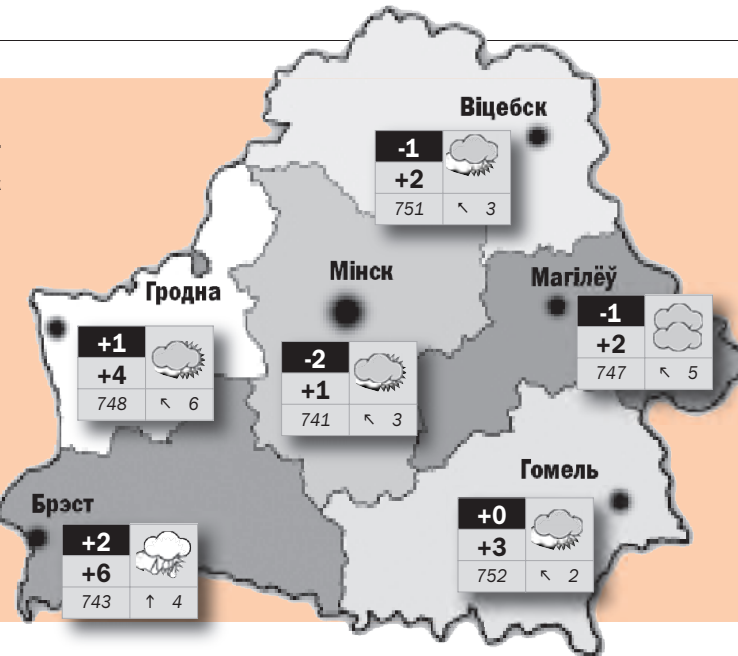 Віцебск
-1
+2
751 ↖ 3
Мінск
-2
+1
741 ↖ 3
Магілёў
-1
+2
747 ↖ 5
Гродна
+1
+4
748 ↖ 6
Гомель
+0
+3
752 ↖ 2
Брэст
+2
+6
743 ↑ 4